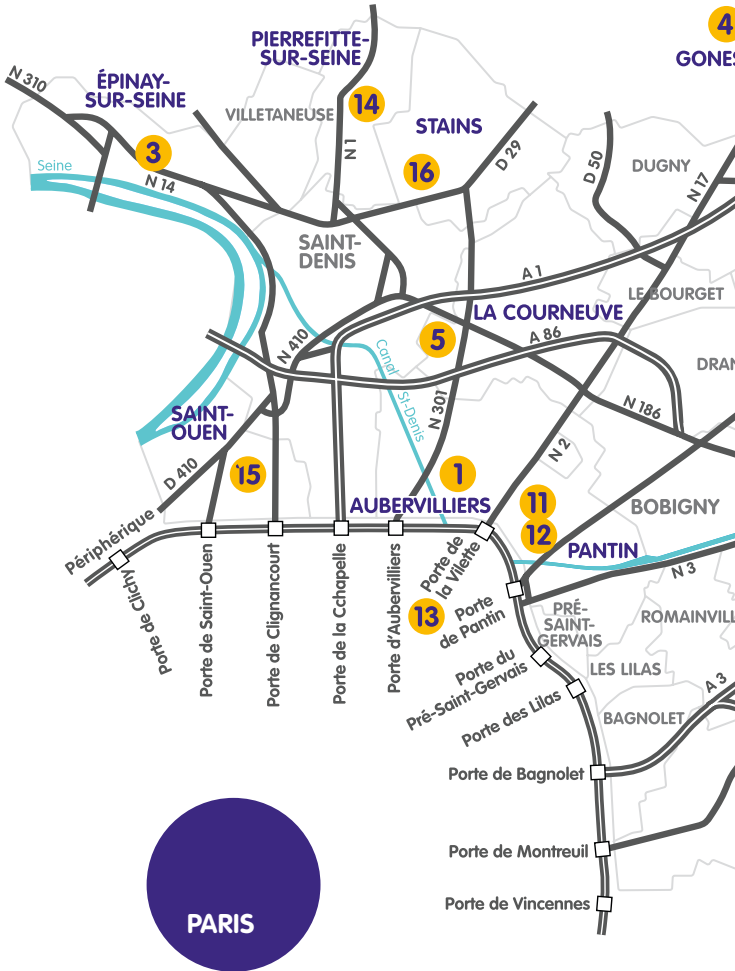 4
GONES
PIERREFITTE-
SUR-SEINE
N 310
ÉPINAY-
SUR-SEINE
VILLETANEUSE
14
STAINS
N 1
D 29
3
16
D 50
DUGNY
Seine
N 14
N 17
SAINT-
DENIS
A 1
LE BOURGET
LA COURNEUVE
N 410
5
Canal St-Denis
A 86
DRAN
N 301
N 186
SAINT-
OUEN
D 410
15
1
N 2
AUBERVILLIERS
11
BOBIGNY
12
PANTIN
Périphérique
N 3
Porte de Clichy
Porte de Saint-Ouen
Porte de Clignancourt
Porte de la Cchapelle
Porte d'Aubervilliers
Porte de
la Vilette
13
Porte
de Pantin
PRÉ-
SAINT-
GERVAIS
ROMAINVILL
Porte du
Pré-Saint-Gervais
LES LILAS
Porte des Lilas
A 3
BAGNOLET
Porte de Bagnolet
Porte de Montreuil
Porte de Vincennes
PARIS